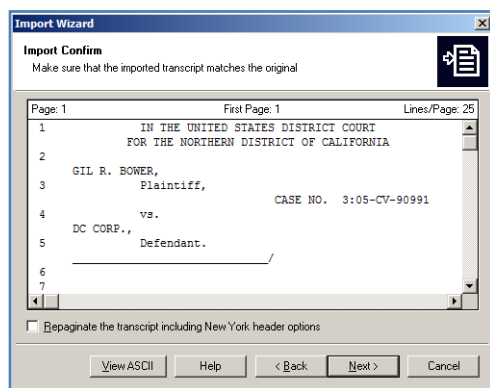 Import Wizard
Import Confirm
Make sure that the imported transcript matches the original
Page: 1 First Page: 1 Lines/Page: 25
1 IN THE UNITED STATES DISTRICT COURT
FOR THE NORTHERN DISTRICT OF CALIFORNIA
2
GIL R. BOWER,
3 Plaintiff,
CASE NO. 3:05-CV-90991
4 vs.
DC CORP.,
5 Defendant.
______________________________/
6
7
Repaginate the transcript including New York header options
View ASCII Help < Back Next > Cancel